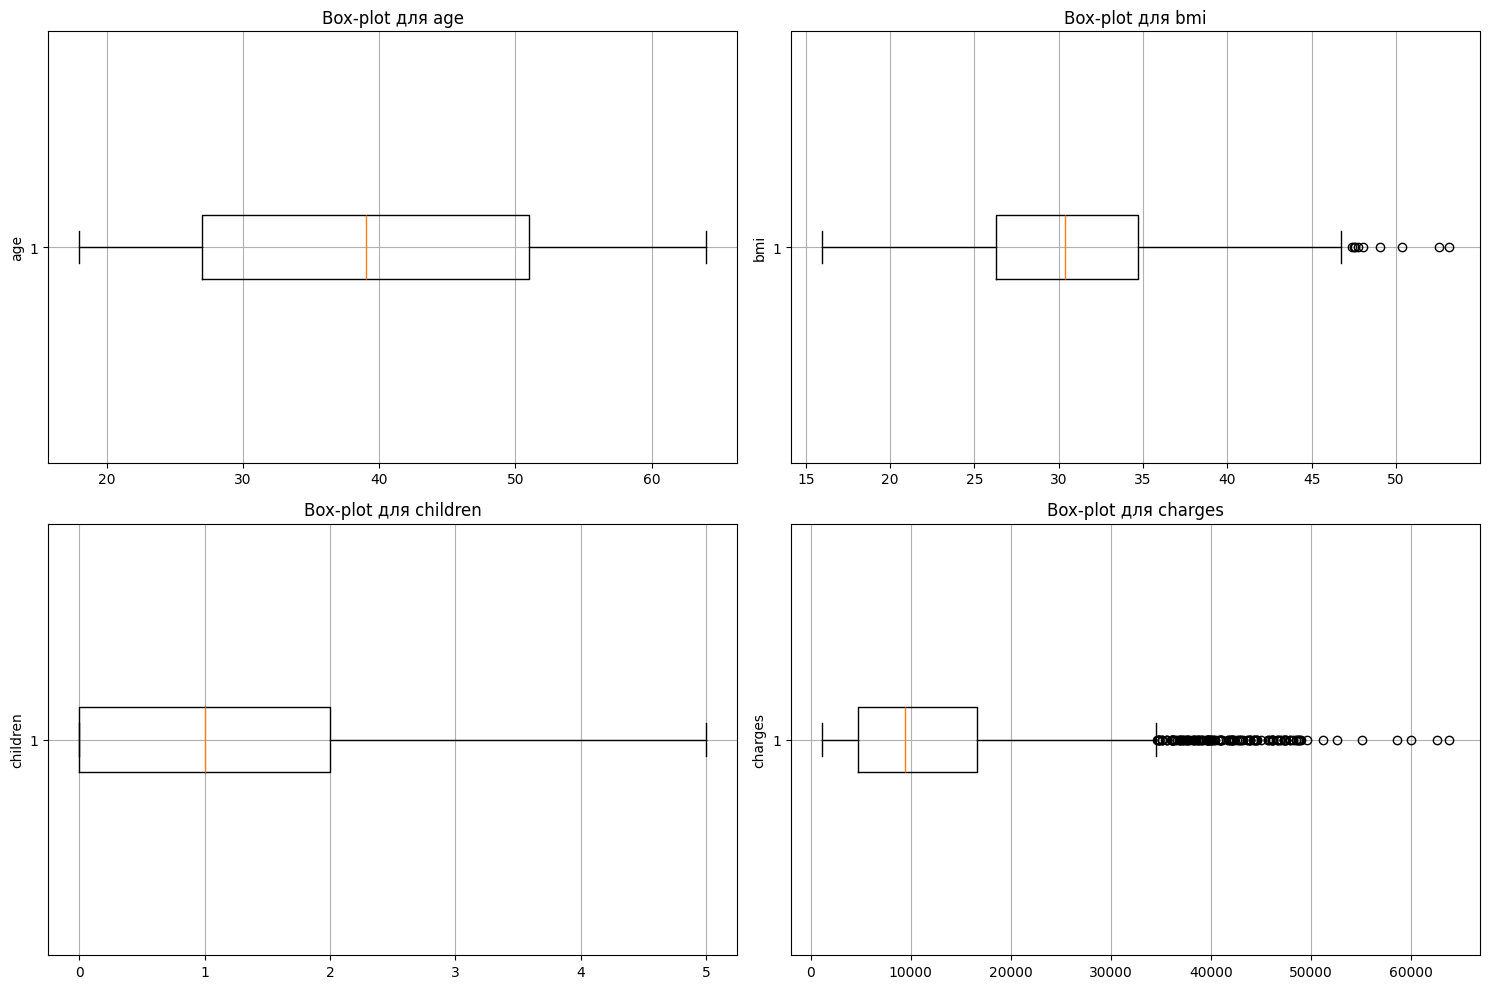 Box-plot для age
age
1
20 30 40 50 60
Box-plot для bmi
bmi
1
15 20 25 30 35 40 45 50
Box-plot для children
children
1
0 1 2 3 4 5
Box-plot для charges
charges
1
0 10000 20000 30000 40000 50000 60000